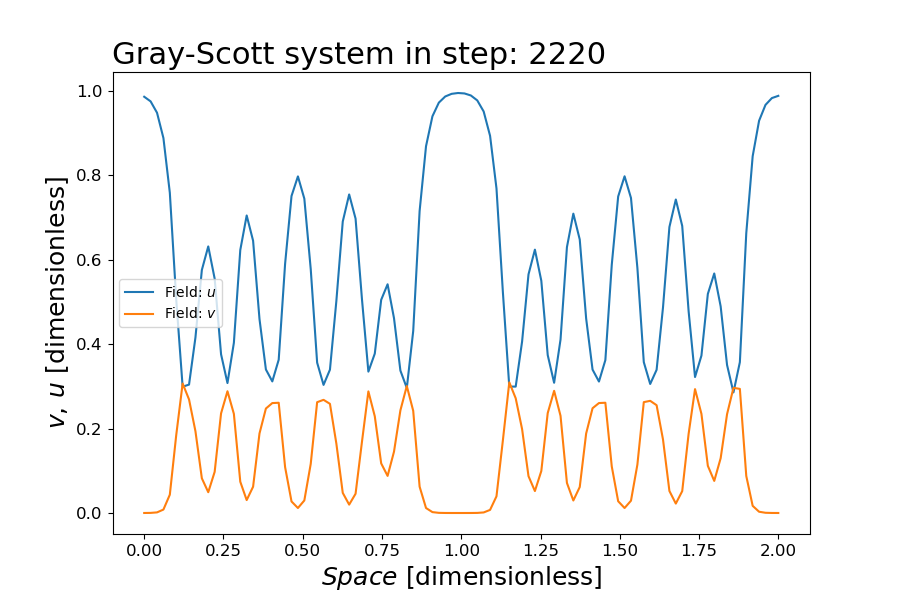 Gray-Scott system in step: 2220
v, u [dimensionless]
1.0
0.8
0.6
0.4
0.2
0.0
Field: u
Field: v
0.00 0.25 0.50 0.75 1.00 1.25 1.50 1.75 2.00
Space [dimensionless]